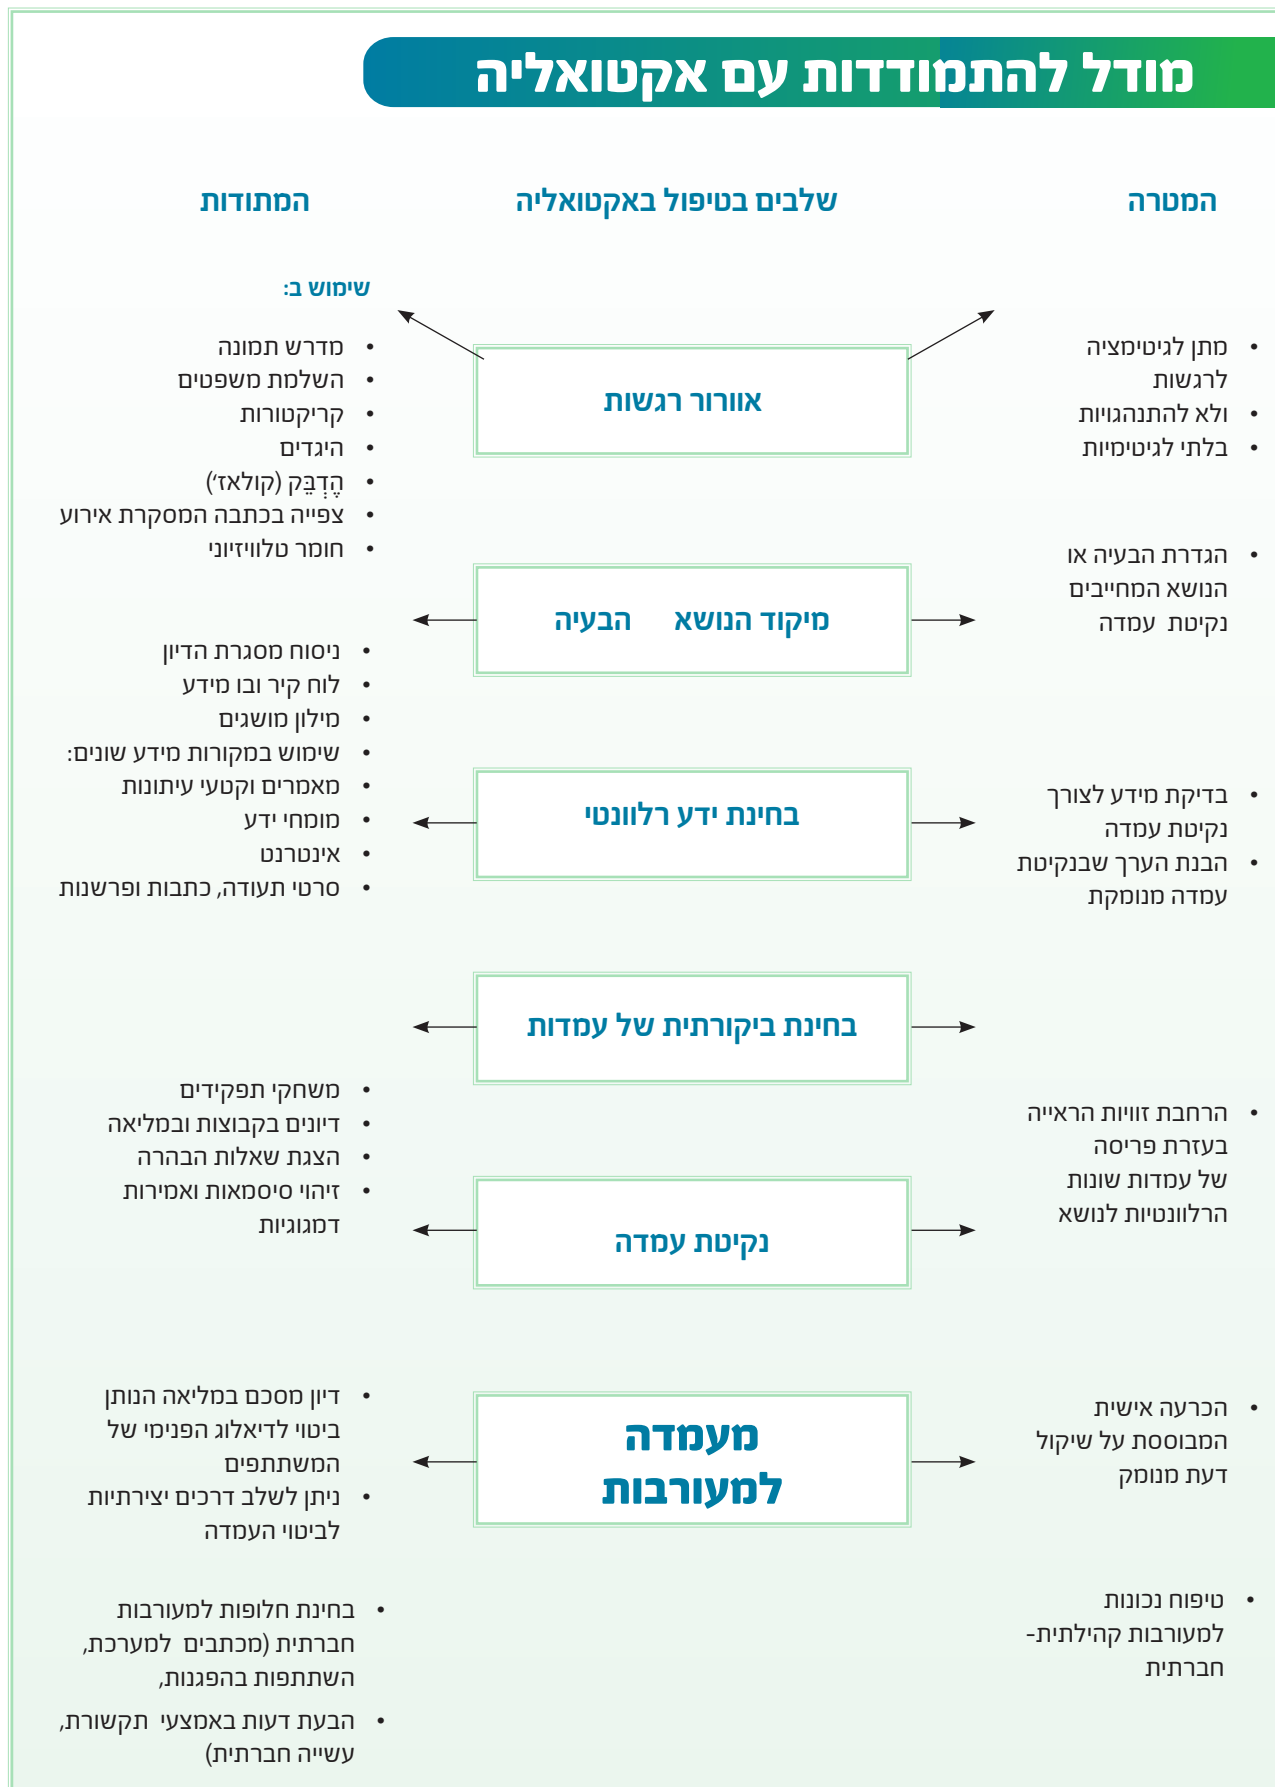 מודל להתמודדות עם אקטואליה
המטרה
שלבים בטיפול באקטואליה
המתודות
שימוש ב:
• מתן לגיטימציה
לרגשות
• ולא להתנהגויות
• בלתי לגיטימיות
אוורור רגשות
• מדרש תמונה
• השלמת משפטים
• קריקטורות
• היגדים
• הֶדְבֵּק (קולאז')
• צפייה בכתבה המסקרת אירוע
• חומר טלוויזיוני
• הגדרת הבעיה או
הנושא המחייבים
נקיטת עמדה
מיקוד הנושא הבעיה
• ניסוח מסגרת הדיון
• לוח קיר ובו מידע
• מילון מושגים
• שימוש במקורות מידע שונים:
• מאמרים וקטעי עיתונות
• מומחי ידע
• אינטרנט
• סרטי תעודה, כתבות ופרשנות
• בדיקת מידע לצורך
נקיטת עמדה
• הבנת הערך שבנקיטת
עמדה מנומקת
בחינת ידע רלוונטי
בחינת ביקורתית של עמדות
• משחקי תפקידים
• דיונים בקבוצות ובמליאה
• הצגת שאלות הבהרה
• זיהוי סיסמאות ואמירות
דמגוגיות
• הרחבת זוויות הראייה
בעזרת פריסה
של עמדות שונות
הרלוונטיות לנושא
נקיטת עמדה
• דיון מסכם במליאה הנותן
ביטוי לדיאלוג הפנימי של
המשתתפים
• ניתן לשלב דרכים יצירתיות
לביטוי העמדה
• הכרעה אישית
המבוססת על שיקול
דעת מנומק
מעמדה
למעורבות
• טיפוח נכונות
למעורבות קהילתית-
חברתית
• בחינת חלופות למעורבות
חברתית (מכתבים למערכת,
השתתפות בהפגנות,
• הבעת דעות באמצעי תקשורת,
עשייה חברתית)